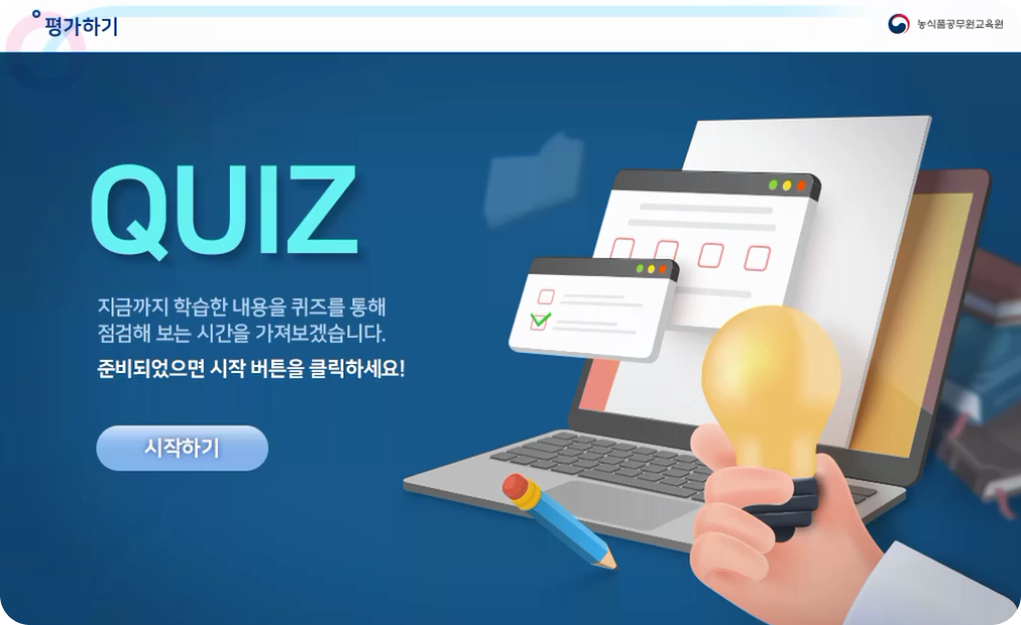 평가하기
농식품공무원교육원
QUIZ
지금까지 학습한 내용을 퀴즈를 통해
점검해 보는 시간을 가져보겠습니다.
준비되었으면 시작 버튼을 클릭하세요!
시작하기